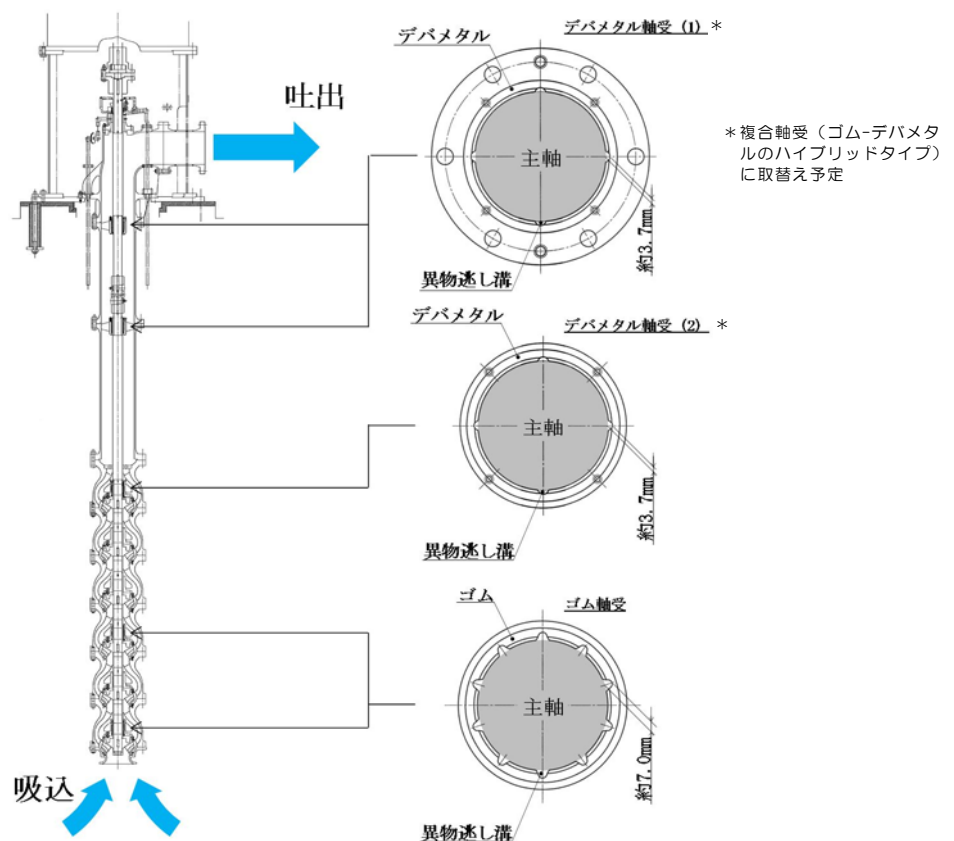 デバメタル
デバメタル軸受 (1) *
吐出
主軸
*複合軸受（ゴム-デバメタ
ルのハイブリッドタイプ）
に取替え予定
約3.7mm
異物逃し溝
デバメタル
デバメタル軸受 (2) *
主軸
約3.7mm
異物逃し溝
ゴム
ゴム軸受
主軸
約7.0mm
吸込
異物逃し溝